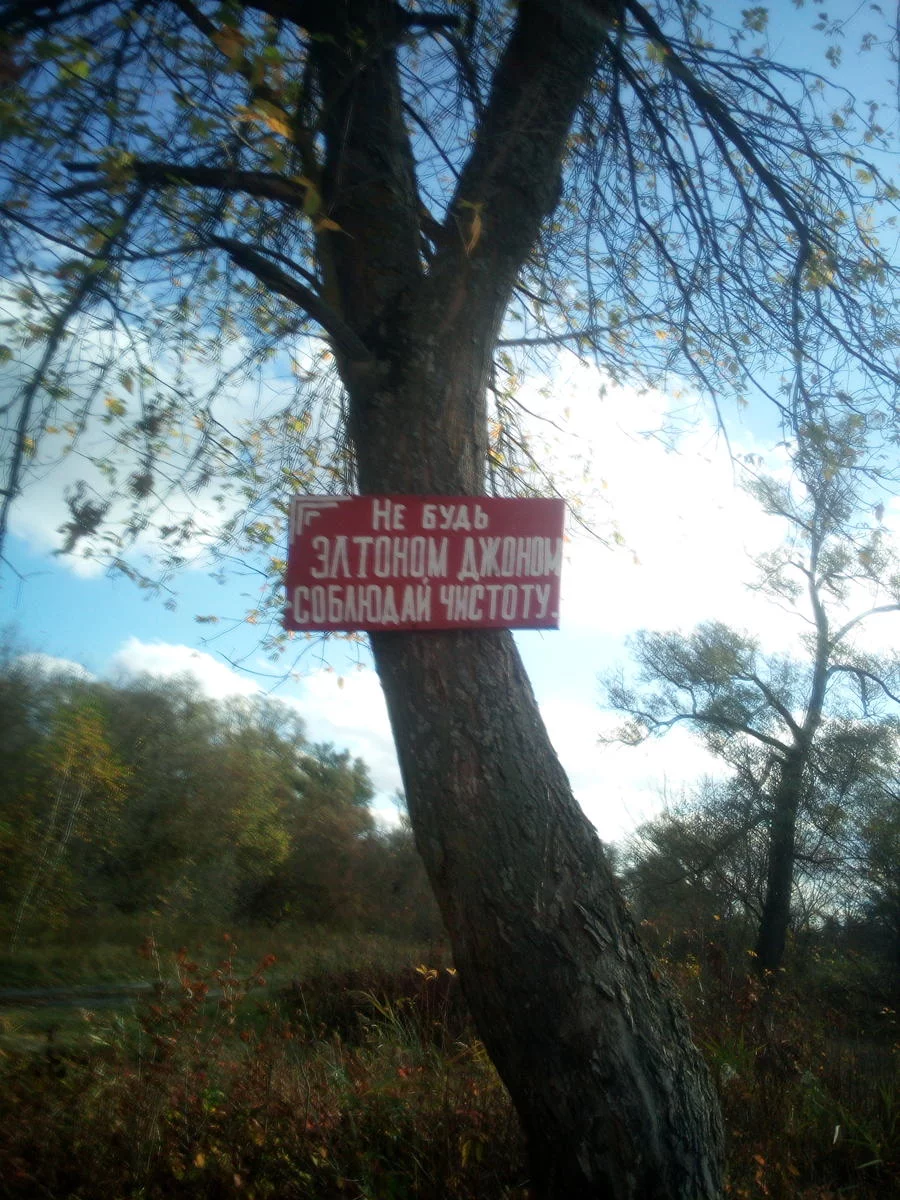 Не будь
Элтоном Джоном
соблюдай чистоту.